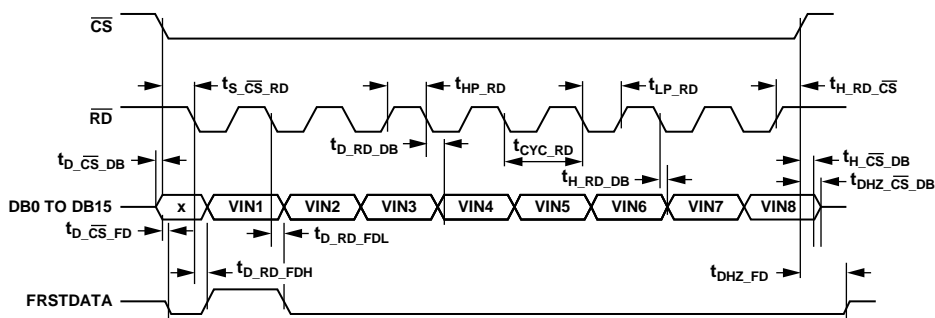 CS
tS_CS_RD
tHP_RD
tLP_RD
tH_RD_CS
RD
tD_CS_DB
tD_RD_DB
tCYC_RD
tH_CS_DB
tH_RD_DB
tDHZ_CS_DB
DB0 TO DB15
x
VIN1
VIN2
VIN3
VIN4
VIN5
VIN6
VIN7
VIN8
tD_CS_FD
tD_RD_FDL
tD_RD_FDH
tDHZ_FD
FRSTDATA